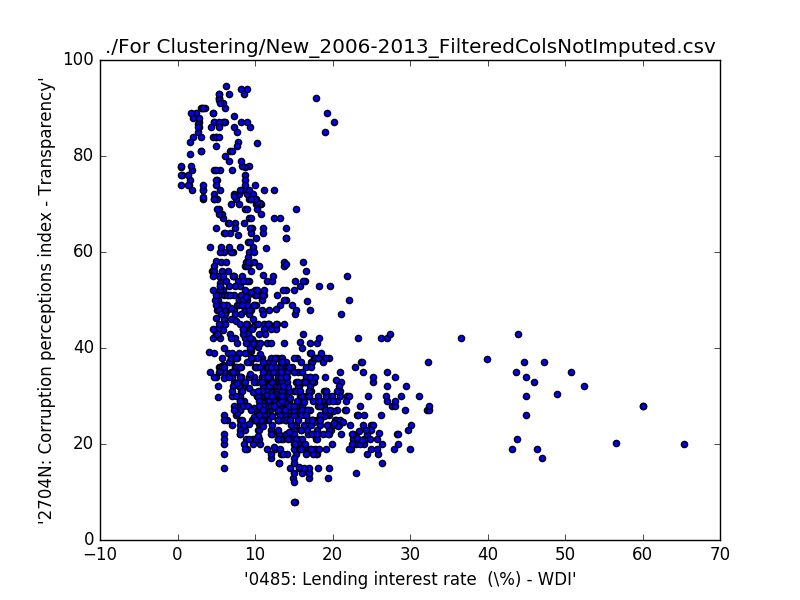 ./For Clustering/New_2006-2013_FilteredColsNotImputed.csv
100
80
60
40
20
0
'2704N: Corruption perceptions index - Transparency'
−10 0 10 20 30 40 50 60 70
'0485: Lending interest rate  (\%) - WDI'